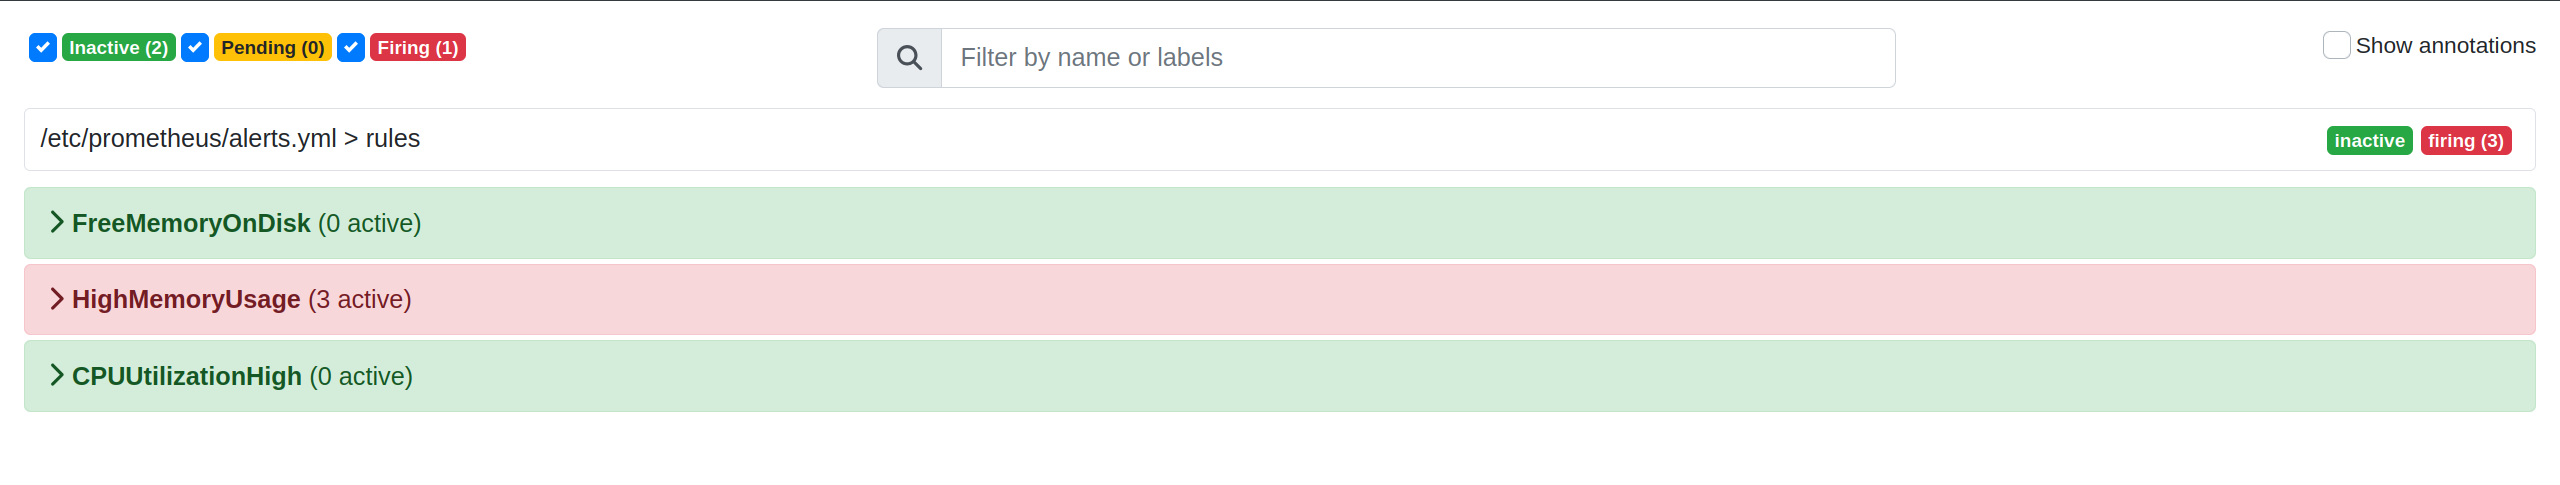 Inactive (2) Pending (0) Firing (1)
Filter by name or labels
Show annotations
/etc/prometheus/alerts.yml > rules
inactive firing (3)
FreeMemoryOnDisk (0 active)
HighMemoryUsage (3 active)
CPUUtilizationHigh (0 active)